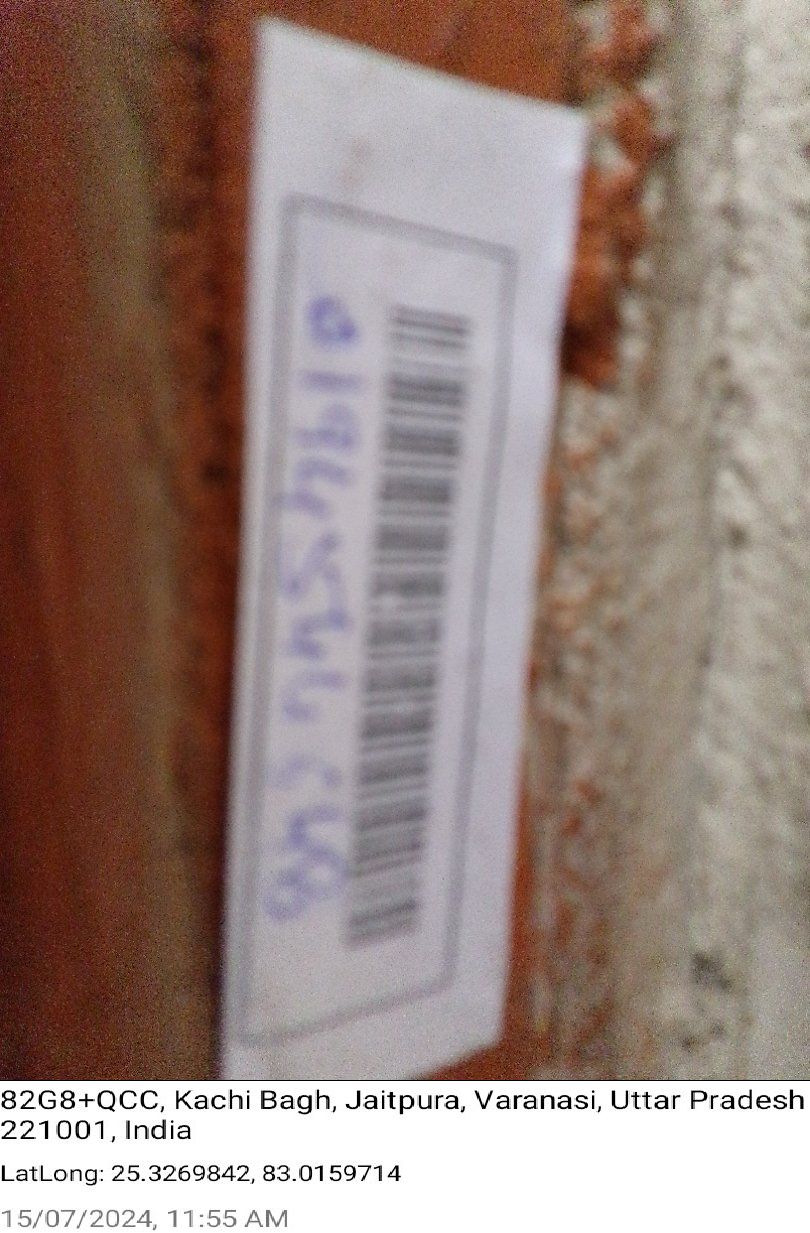 82G8+QCC, Kachi Bagh, Jaitpura, Varanasi, Uttar Pradesh
221001, India
LatLong: 25.3269842, 83.0159714
15/07/2024, 11:55 AM